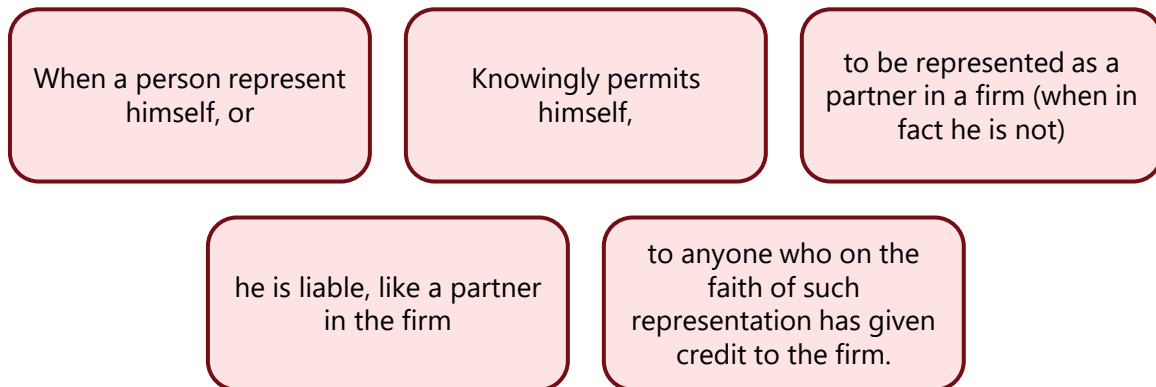 When a person represent
himself, or
Knowingly permits
himself,
to be represented as a
partner in a firm (when in
fact he is not)
he is liable, like a partner
in the firm
to anyone who on the
faith of such
representation has given
credit to the firm.